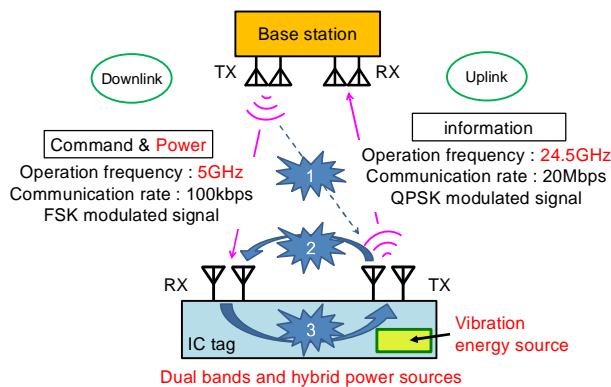 Base station
Downlink
TX
RX
Uplink
Command & Power
Operation frequency : 5GHz
Communication rate : 100kbps
FSK modulated signal
information
Operation frequency : 24.5GHz
Communication rate : 20Mbps
QPSK modulated signal
1
2
RX
TX
3
IC tag
Vibration
energy source
Dual bands and hybrid power sources